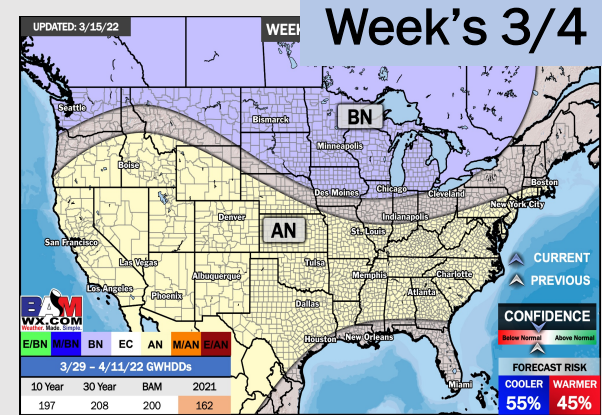 UPDATED: 3/15/22
WEEK
Week's 3/4
Seattle
Bismarck
BN
Minneapolis
Boise
Des Moines
Chicago
Cleveland
Boston
New York City
Indianapolis
Denver
AN
St. Louis
San Francisco
Las Vegas
Tulsa
CURRENT
Los Angeles
Albuquerque
Memphis
Charlotte
PREVIOUS
Phoenix
Atlanta
Dallas
BAM
WX.COM
Weather. Made. Simple.
Houston
New Orleans
CONFIDENCE
Below Normal
Above Normal
E/BN
M/BN
BN
EC
AN
M/AN
E/AN
Miami
3/29 – 4/11/22 GWHDDs
FORECAST RISK
10 Year
30 Year
BAM
2021
COOLER
WARMER
197
208
200
162
55%
45%